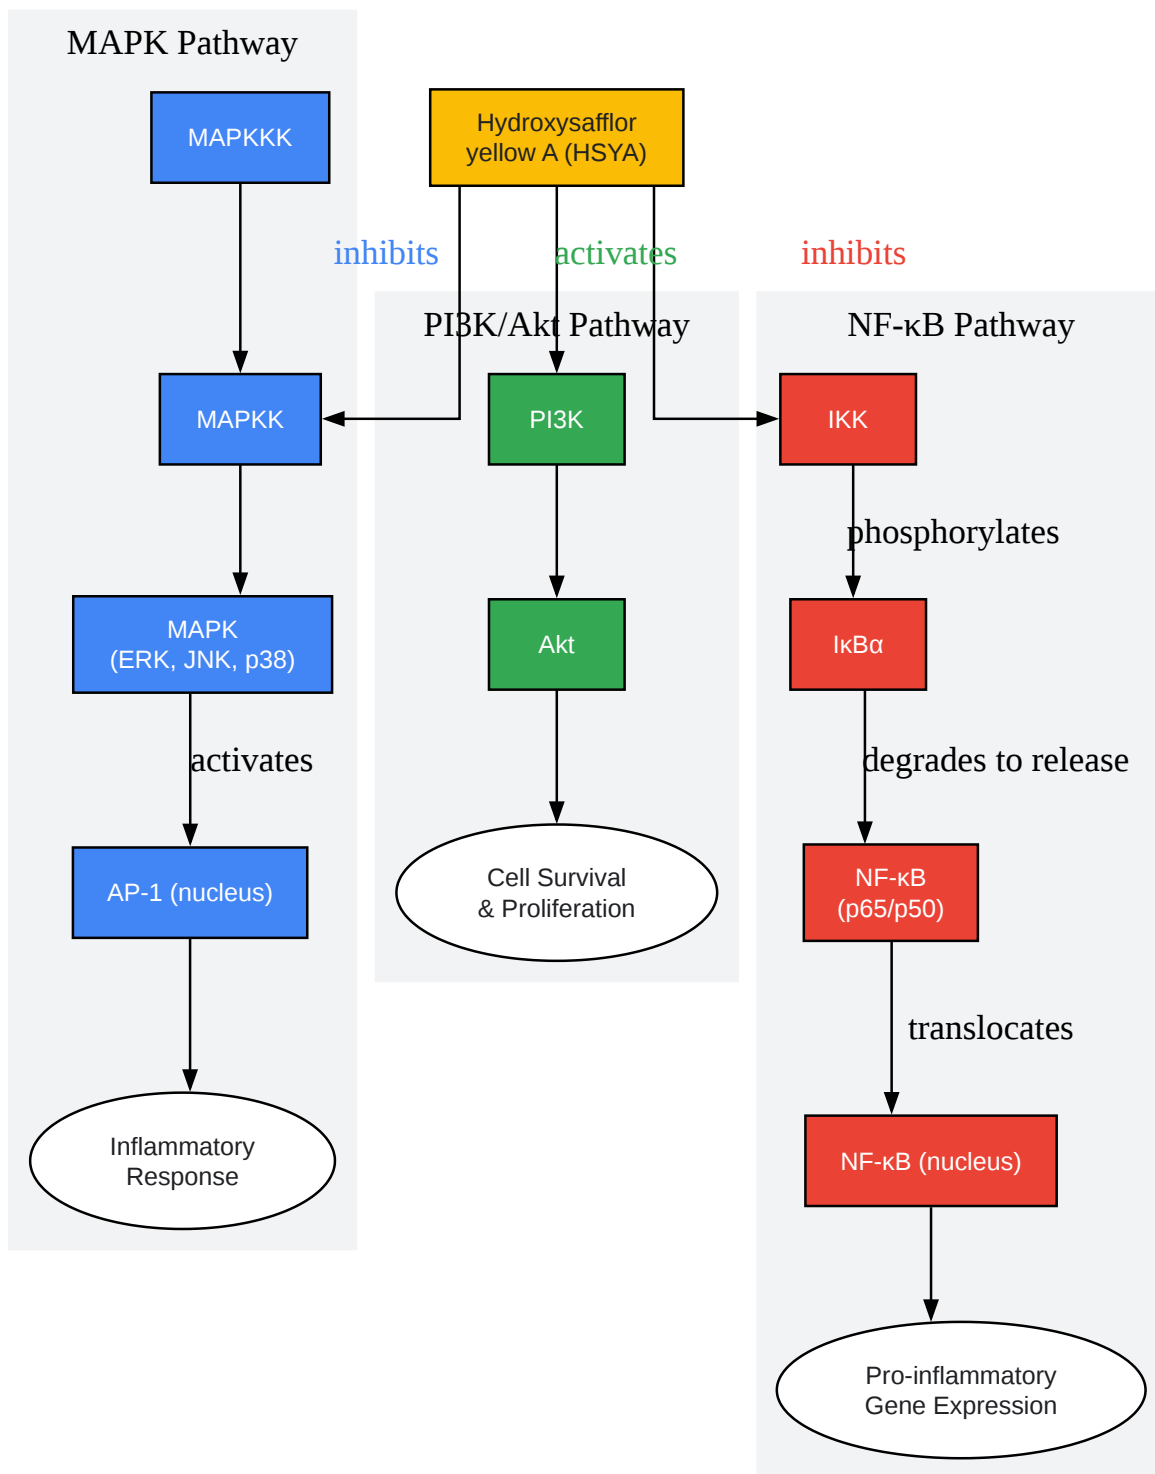 MAPK Pathway
MAPKKK
Hydroxysafflor
yellow A (HSYA)
inhibits
activates
inhibits
PI3K/Akt Pathway
NF-κB Pathway
MAPKK
PI3K
IKK
phosphorylates
MAPK
(ERK, JNK, p38)
Akt
IκBα
activates
degrades to release
AP-1 (nucleus)
Cell Survival
& Proliferation
NF-κB
(p65/p50)
translocates
Inflammatory
Response
NF-κB (nucleus)
Pro-inflammatory
Gene Expression